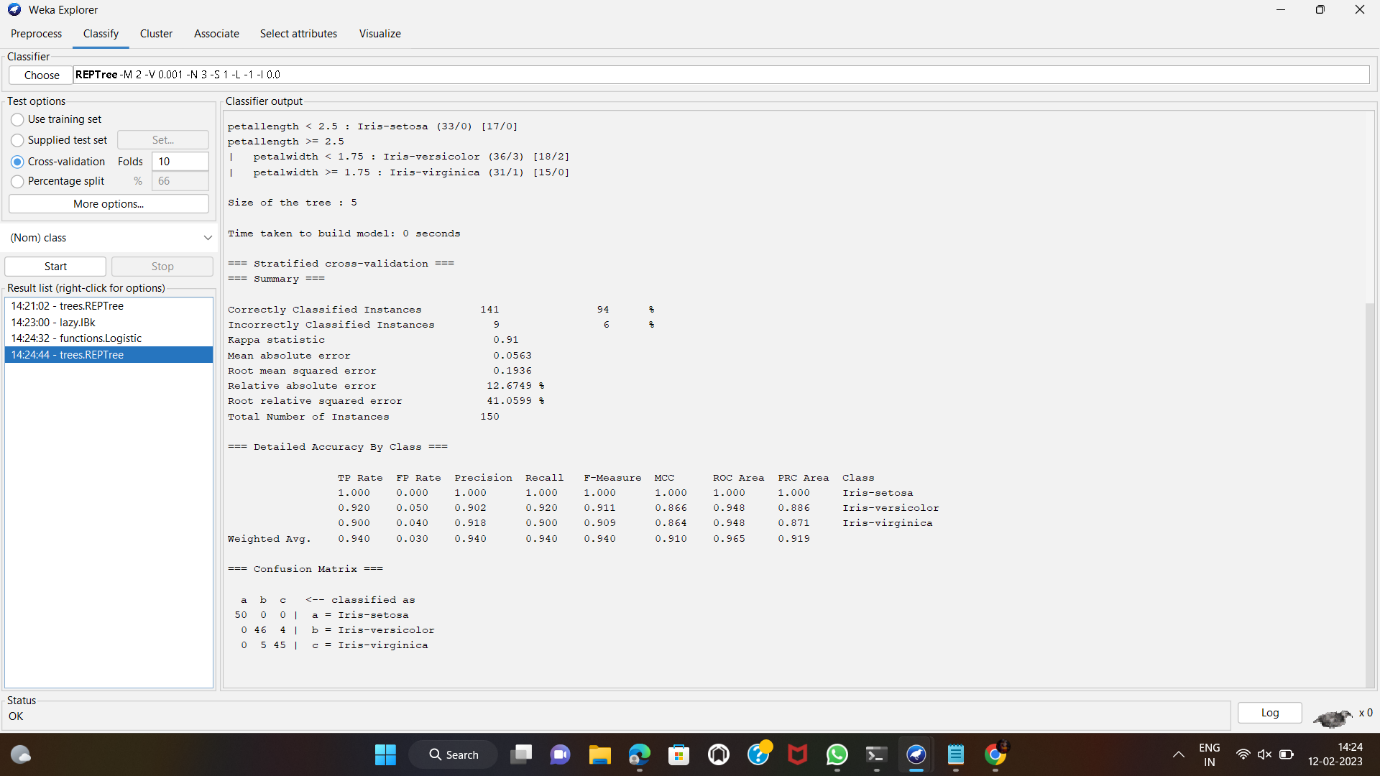 Weka Explorer
Preprocess Classify Cluster Associate Select attributes Visualize
Classifier
Choose REPTree -M 2 -V 0.001 -N 3 -S 1 -L -1 -I 0.0
Test options
Use training set
Supplied test set Set...
Cross-validation Folds 10
Percentage split % 66
More options...
(Nom) class
Start Stop
Result list (right-click for options)
14:21:02 - trees.REPTree
14:23:00 - lazy.IBk
14:24:32 - functions.Logistic
14:24:44 - trees.REPTree
Classifier output
petallength < 2.5 : Iris-setosa (33/0) [17/0]
petallength >= 2.5
|   petalwidth < 1.75 : Iris-versicolor (36/3) [18/2]
|   petalwidth >= 1.75 : Iris-virginica (31/1) [15/0]
Size of the tree : 5
Time taken to build model: 0 seconds
=== Stratified cross-validation ===
=== Summary ===
Correctly Classified Instances 141 94 %
Incorrectly Classified Instances 9 6 %
Kappa statistic 0.91
Mean absolute error 0.0563
Root mean squared error 0.1936
Relative absolute error 12.6749 %
Root relative squared error 41.0599 %
Total Number of Instances 150
=== Detailed Accuracy By Class ===
TP Rate FP Rate Precision Recall F-Measure MCC ROC Area PRC Area Class
1.000 0.000 1.000 1.000 1.000 1.000 1.000 1.000 Iris-setosa
0.920 0.050 0.902 0.920 0.911 0.866 0.948 0.886 Iris-versicolor
0.900 0.040 0.918 0.900 0.909 0.864 0.948 0.871 Iris-virginica
Weighted Avg. 0.940 0.030 0.940 0.940 0.940 0.910 0.965 0.919
=== Confusion Matrix ===
a b c <-- classified as
50 0 0 | a = Iris-setosa
0 46 4 | b = Iris-versicolor
0 5 45 | c = Iris-virginica
Status
OK
Log
x 0
Search
ENG
IN
14:24
12-02-2023